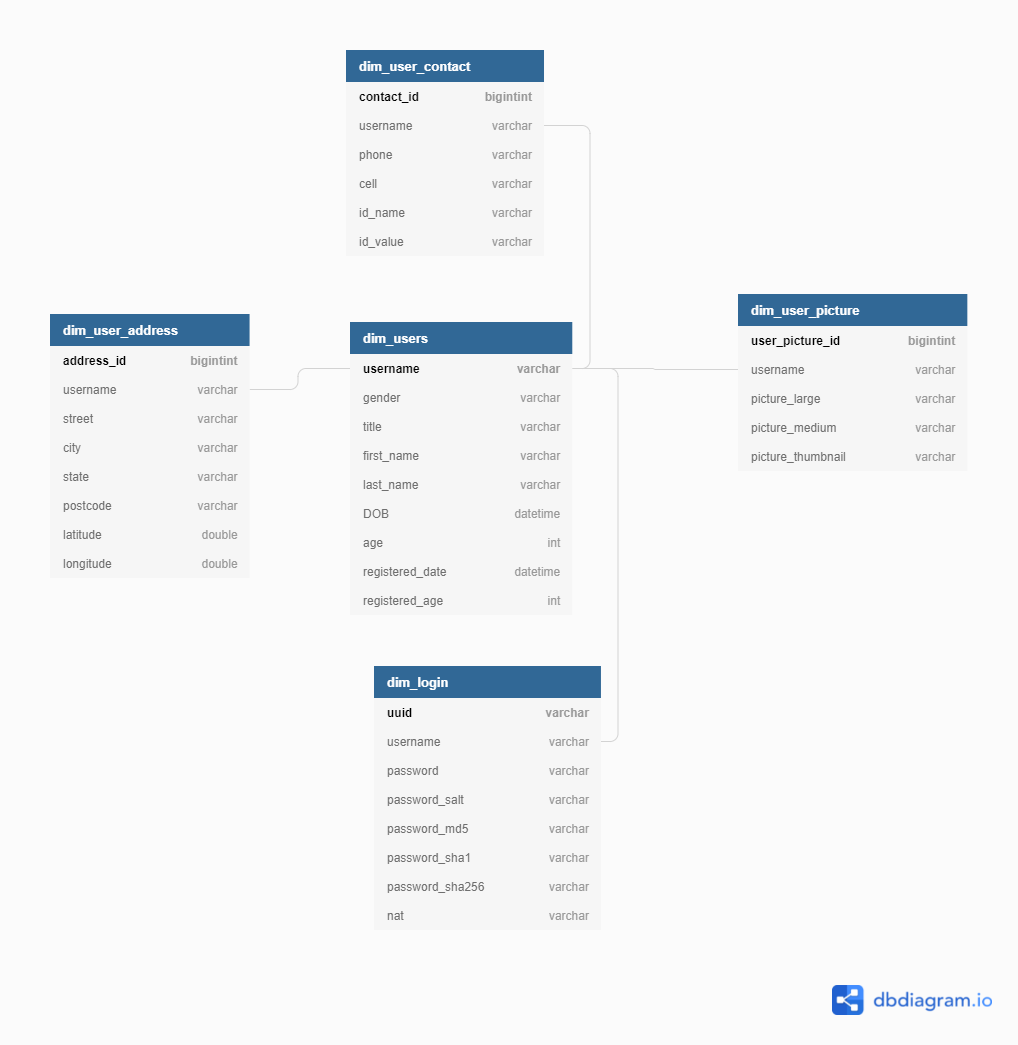 dim_user_contact
contact_id bigintint
username varchar
phone varchar
cell varchar
id_name varchar
id_value varchar
dim_user_address
address_id bigintint
username varchar
street varchar
city varchar
state varchar
postcode varchar
latitude double
longitude double
dim_users
username varchar
gender varchar
title varchar
first_name varchar
last_name varchar
DOB datetime
age int
registered_date datetime
registered_age int
dim_user_picture
user_picture_id bigintint
username varchar
picture_large varchar
picture_medium varchar
picture_thumbnail varchar
dim_login
uuid varchar
username varchar
password varchar
password_salt varchar
password_md5 varchar
password_sha1 varchar
password_sha256 varchar
nat varchar
dbdiagram.io